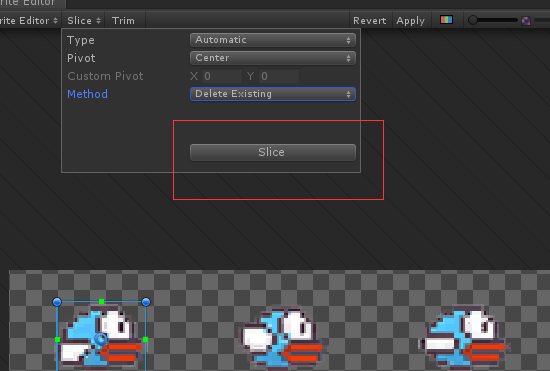 rite Editor
rite Editor Slice Trim Revert Apply
Type Automatic
Pivot Center
Custom Pivot X 0 Y 0
Method Delete Existing
Slice